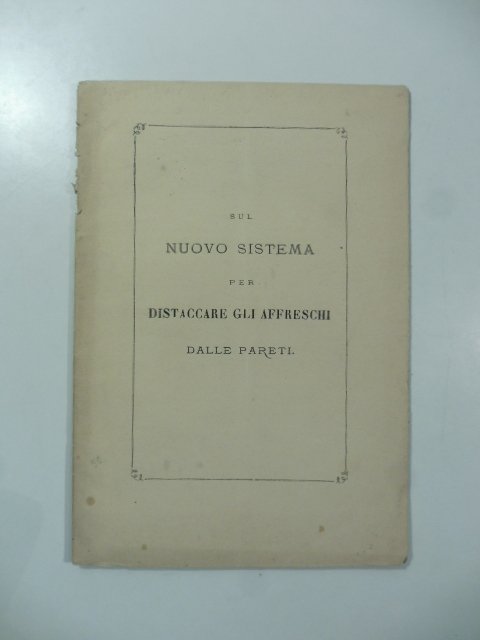 SUL
NUOVO SISTEMA
PER
DISTACCARE GLI AFFRESCHI
DALLE PARETI.